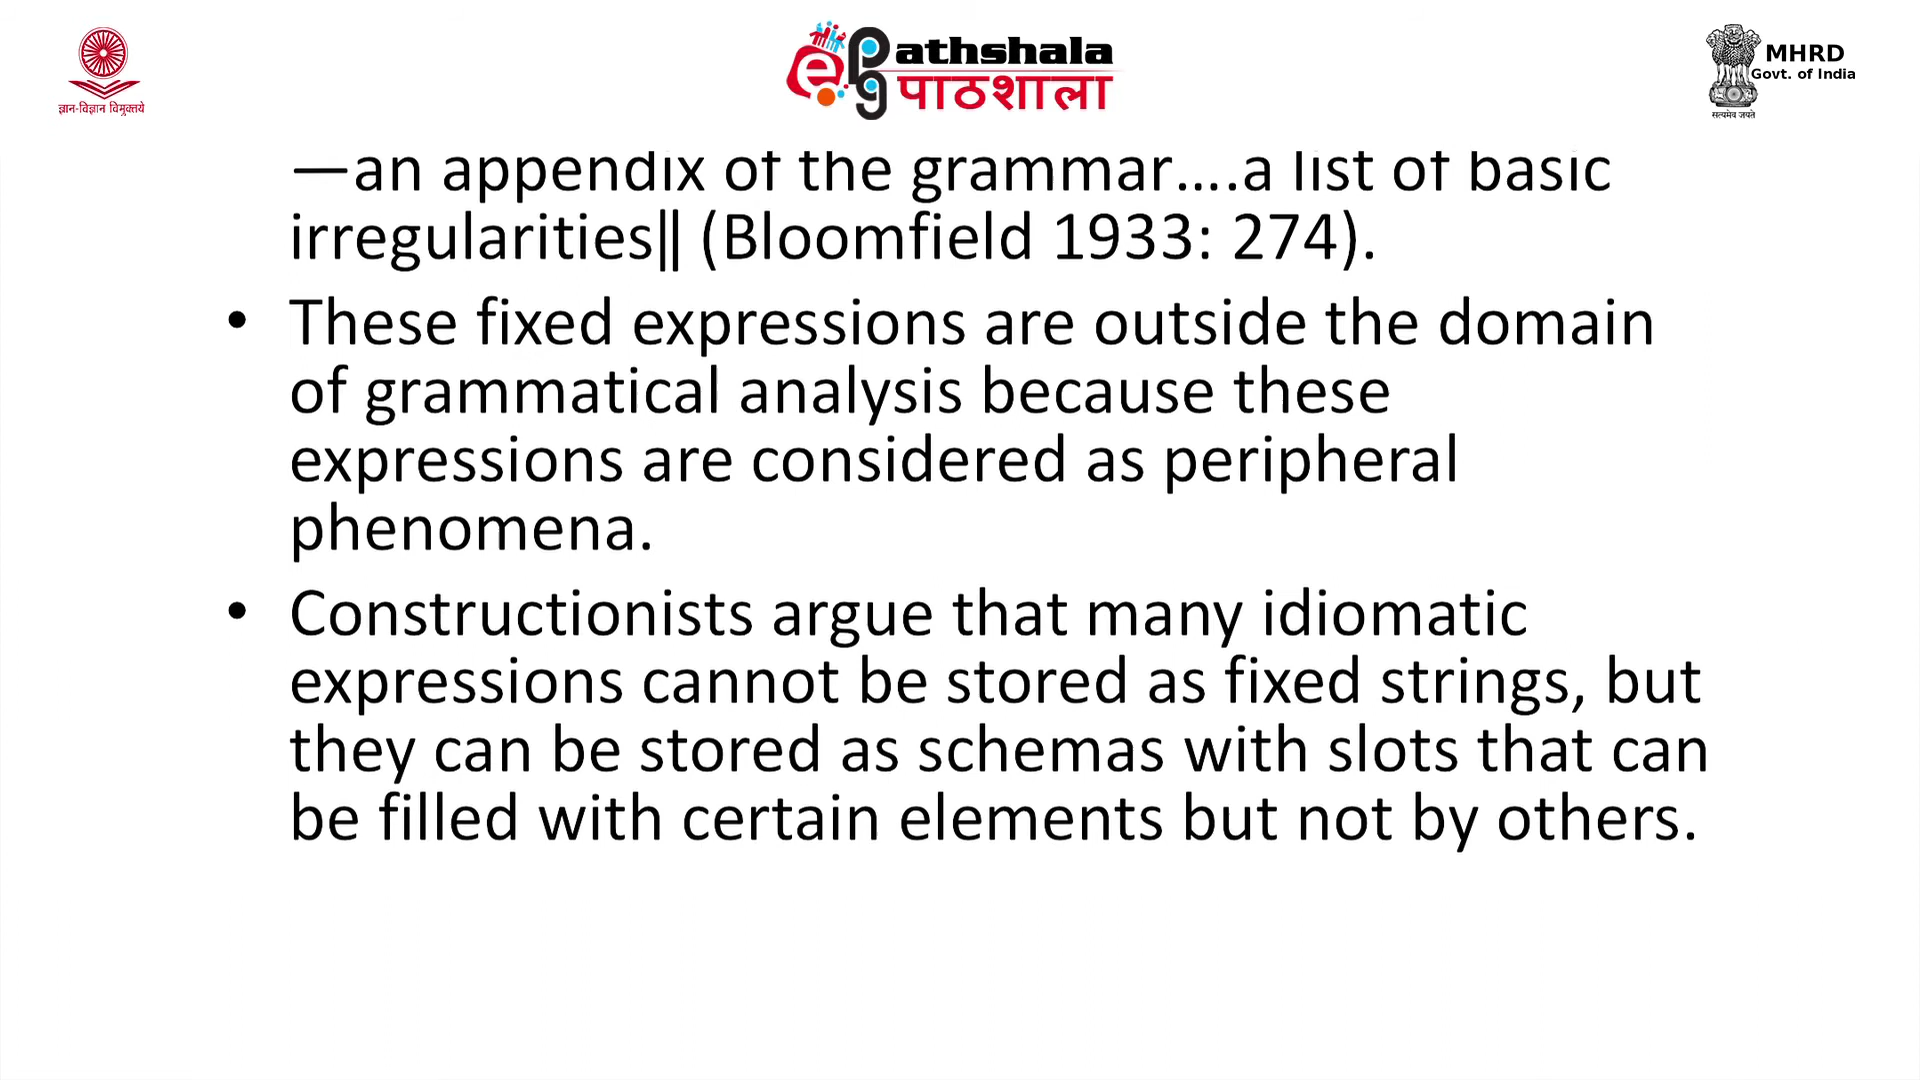 ज्ञान-विज्ञान विमुक्तये
ePGathshala
पाठशाला
MHRD
Govt. of India
सत्यमेव जयते
—an appendix of the grammar....a list of basic
irregularities‖ (Bloomfield 1933: 274).
• These fixed expressions are outside the domain
of grammatical analysis because these
expressions are considered as peripheral
phenomena.
• Constructionists argue that many idiomatic
expressions cannot be stored as fixed strings, but
they can be stored as schemas with slots that can
be filled with certain elements but not by others.